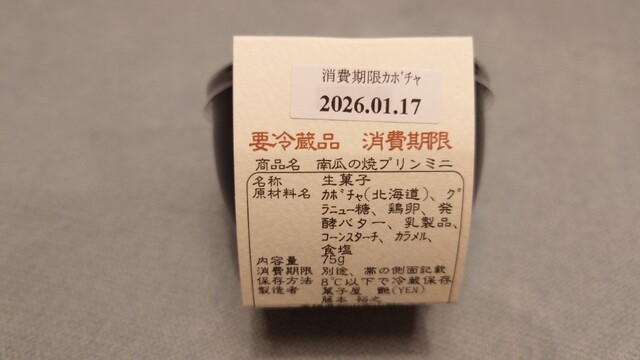 消費期限カボチャ
2026.01.17
要冷蔵品 消費期限
商品名 南瓜の焼プリンミニ
名称 生菓子
原材料名 カボチャ(北海道)、グ
ラニュー糖、鶏卵、発
酵バター、乳製品、
コーンスターチ、カラメル、
食塩
内容量 75g
消費期限 別途、帯の側面記載
保存方法 8℃以下で冷蔵保存
製造者 菓子屋 艶(YEN)
藤本 裕之